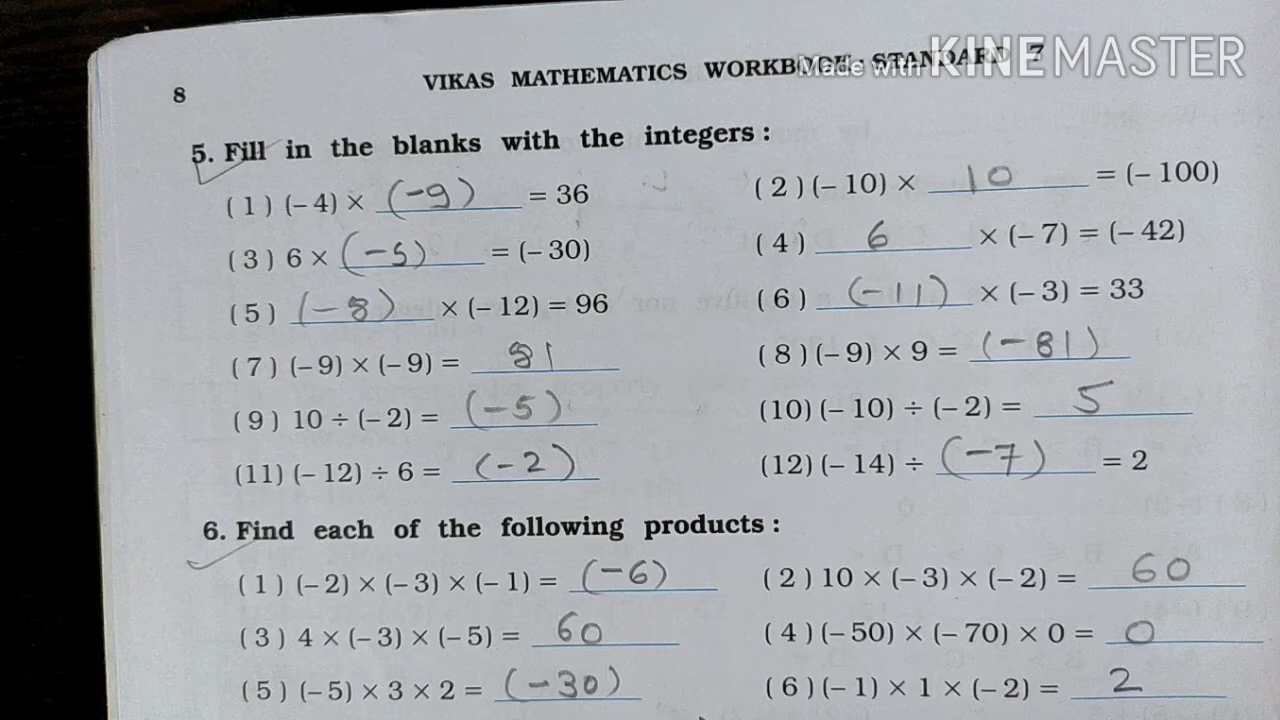 8
VIKAS MATHEMATICS WORKBOOK : STANDARD 7
Made with KINEMASTER
5. Fill in the blanks with the integers :
( 1 ) (– 4) × (-9) = 36
( 2 ) (– 10) × 10 = (– 100)
( 3 ) 6 × (-5) = (– 30)
( 4 ) 6 × (– 7) = (– 42)
( 5 ) (-8) × (– 12) = 96
( 6 ) (-11) × (– 3) = 33
( 7 ) (– 9) × (– 9) = 81
( 8 ) (– 9) × 9 = (-81)
( 9 ) 10 ÷ (– 2) = (-5)
(10) (– 10) ÷ (– 2) = 5
(11) (– 12) ÷ 6 = (-2)
(12) (– 14) ÷ (-7) = 2
6. Find each of the following products :
( 1 ) (– 2) × (– 3) × (– 1) = (-6)
( 2 ) 10 × (– 3) × (– 2) = 60
( 3 ) 4 × (– 3) × (– 5) = 60
( 4 ) (– 50) × (– 70) × 0 = 0
( 5 ) (– 5) × 3 × 2 = (-30)
( 6 ) (– 1) × 1 × (– 2) = 2